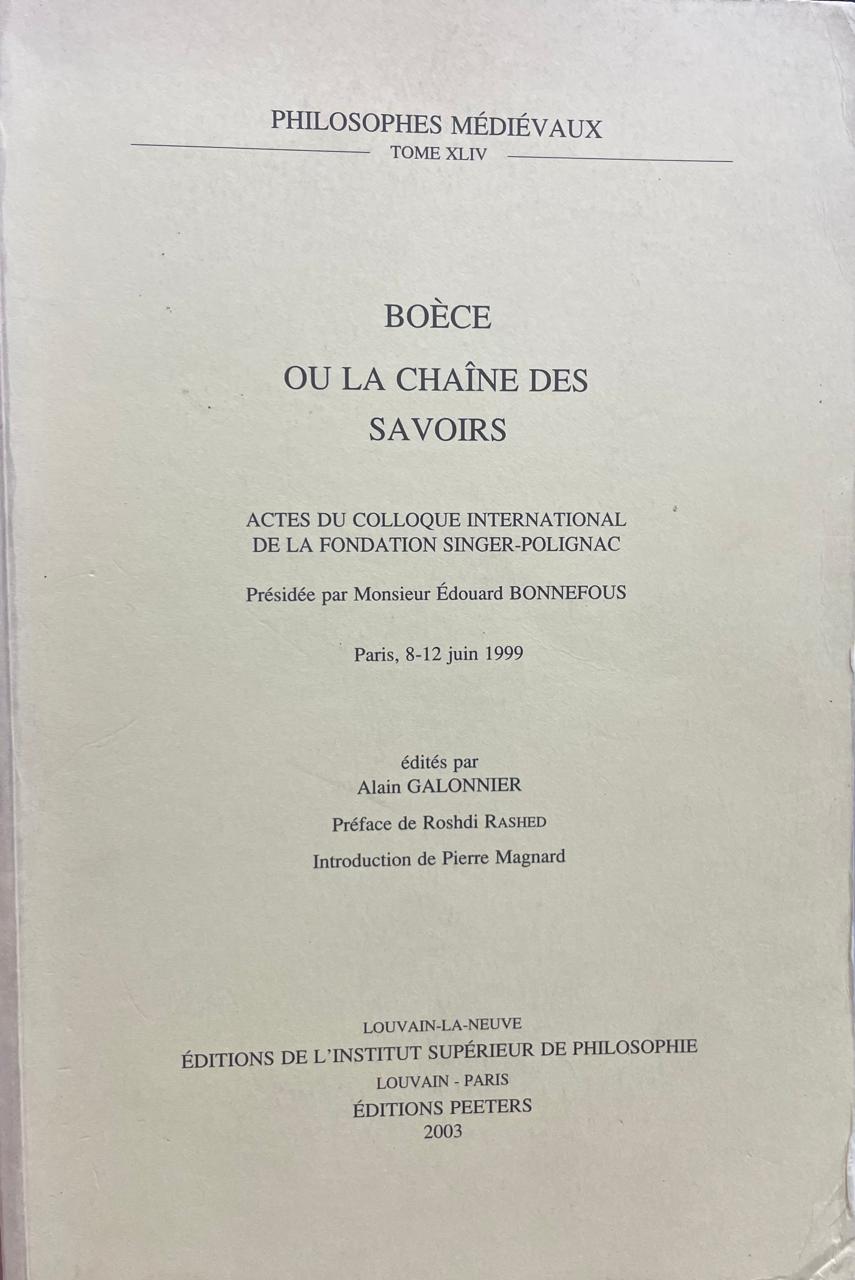 PHILOSOPHES MÉDIÉVAUX
TOME XLIV
BOÈCE
OU LA CHAÎNE DES
SAVOIRS
ACTES DU COLLOQUE INTERNATIONAL
DE LA FONDATION SINGER-POLIGNAC
Présidée par Monsieur Édouard BONNEFOUS
Paris, 8-12 juin 1999
édités par
Alain GALONNIER
Préface de Roshdi RASHED
Introduction de Pierre Magnard
LOUVAIN-LA-NEUVE
ÉDITIONS DE L'INSTITUT SUPÉRIEUR DE PHILOSOPHIE
LOUVAIN - PARIS
ÉDITIONS PEETERS
2003